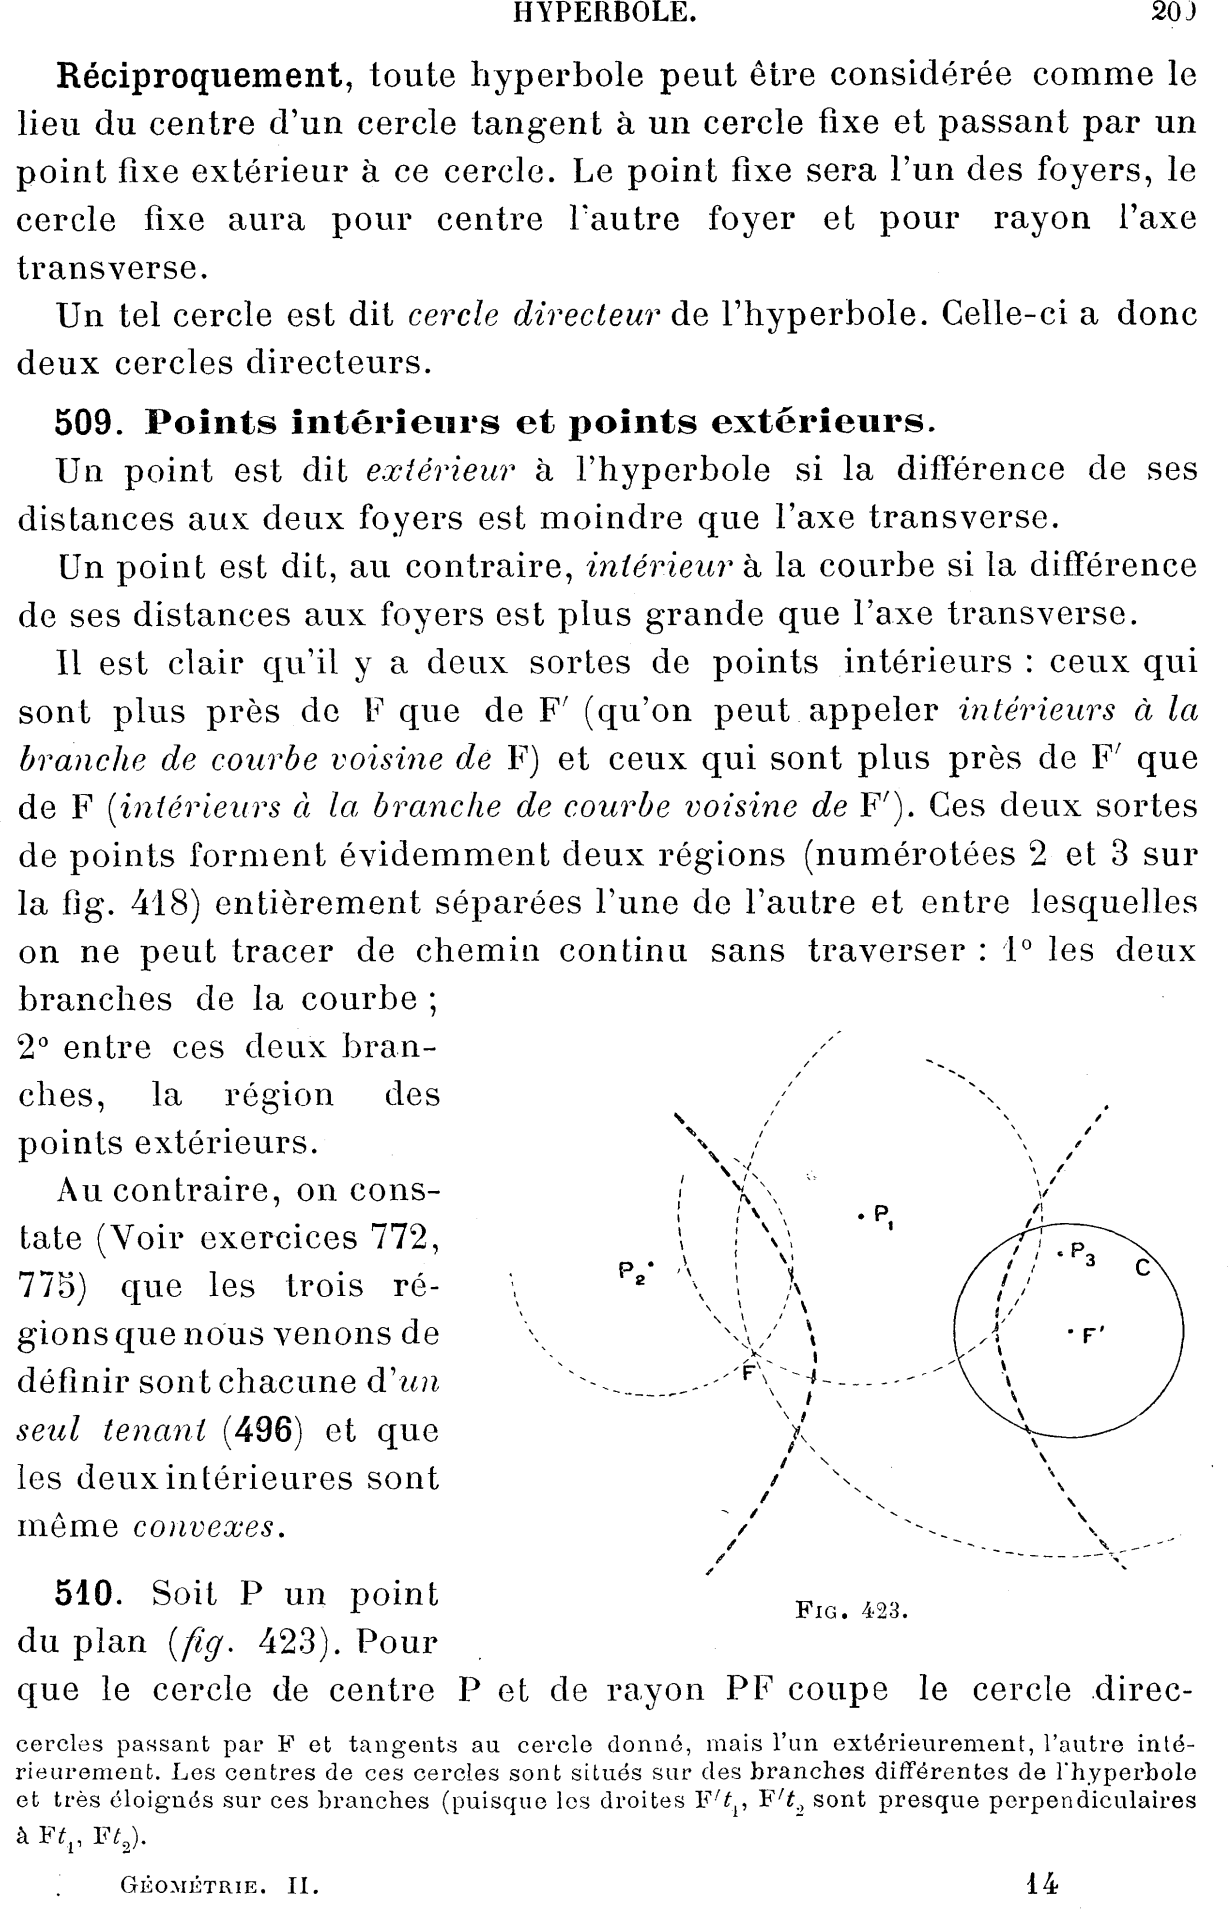 HYPERBOLE.
Réciproquement, toute hyperbole peut être considérée comme le
lieu du centre d'un cercle tangent à un cercle fixe et passant par un
point fixe extérieur à ce cercle. Le point fixe sera l'un des foyers, le
cercle fixe aura pour centre l'autre foyer et pour rayon l'axe
transverse.
Un tel cercle est dit cercle directeur de l'hyperbole. Celle-ci a donc
deux cercles directeurs.
509. Points intérieurs et points extérieurs.
Un point est dit extérieur à l'hyperbole si la différence de ses
distances aux deux foyers est moindre que l'axe transverse.
Un point est dit, au contraire, intérieur à la courbe si la différence
de ses distances aux foyers est plus grande que l'axe transverse.
Il est clair qu'il y a deux sortes de points intérieurs : ceux qui
sont plus près de F que de F′ (qu'on peut appeler intérieurs à la
branche de courbe voisine de F) et ceux qui sont plus près de F′ que
de F (intérieurs à la branche de courbe voisine de F′). Ces deux sortes
de points forment évidemment deux régions (numérotées 2 et 3 sur
la fig. 418) entièrement séparées l'une de l'autre et entre lesquelles
on ne peut tracer de chemin continu sans traverser : 1° les deux
branches de la courbe ;
2° entre ces deux bran-
ches, la région des
points extérieurs.
Au contraire, on cons-
tate (Voir exercices 772,
775) que les trois ré-
gions que nous venons de
définir sont chacune d'un
seul tenant (496) et que
les deux intérieures sont
même convexes.
P₁
P₂
P₃
C
F′
F
FIG. 423.
510. Soit P un point
du plan (fig. 423). Pour
que le cercle de centre P et de rayon PF coupe le cercle direc-
cercles passant par F et tangents au cercle donné, mais l'un extérieurement, l'autre inté-
rieurement. Les centres de ces cercles sont situés sur des branches différentes de l'hyperbole
et très éloignés sur ces branches (puisque les droites F′t₁, F′t₂ sont presque perpendiculaires
à Ft₁, Ft₂).
GÉOMÉTRIE. II. 14